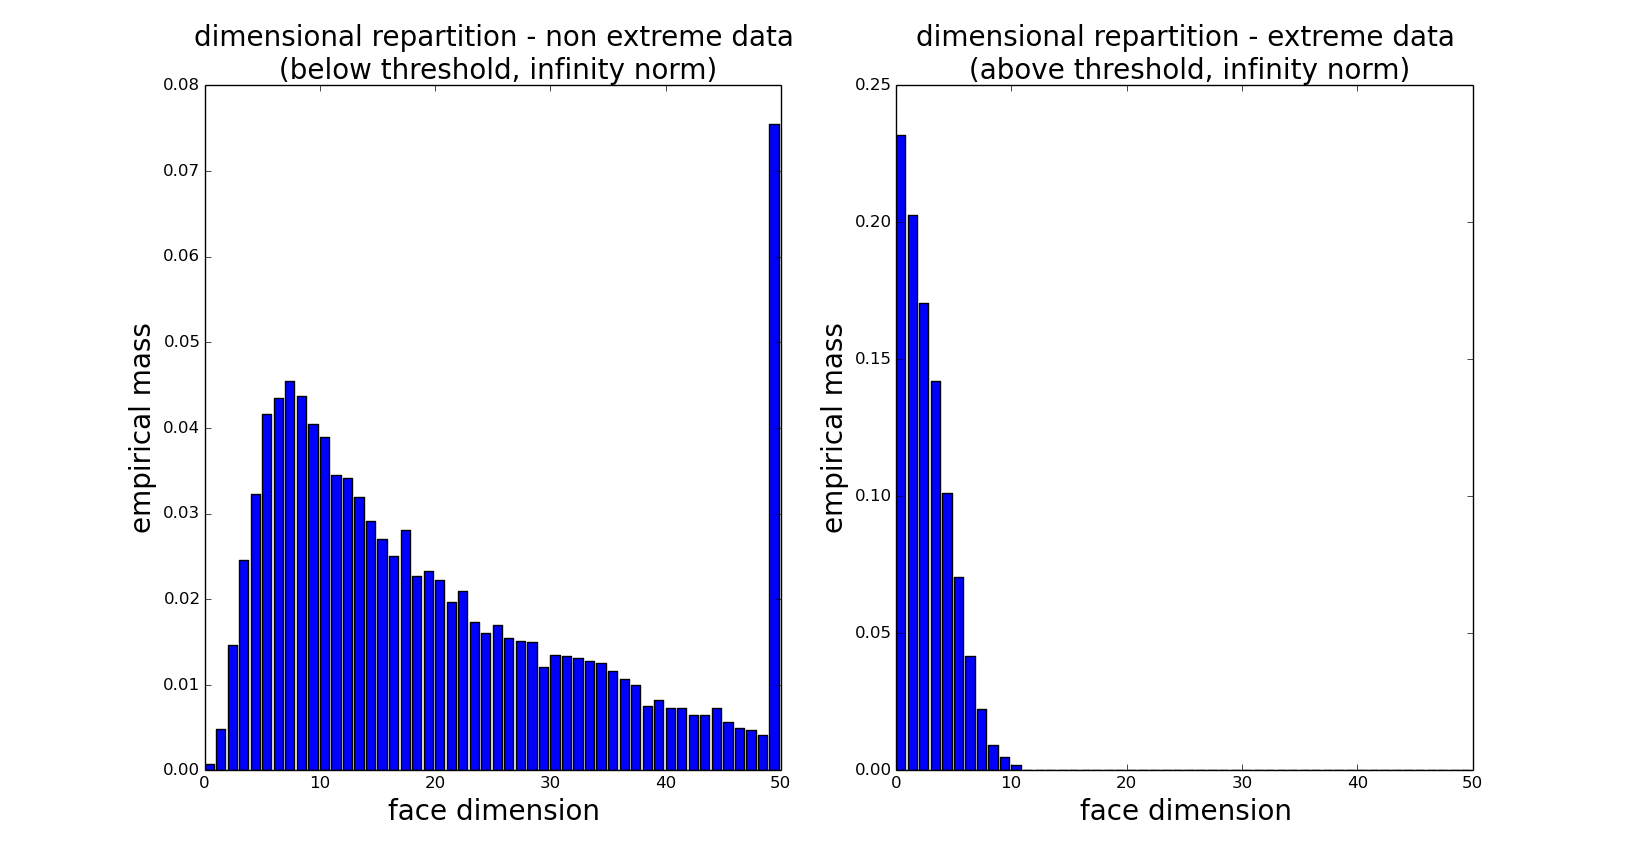 dimensional repartition - non extreme data
(below threshold, infinity norm)
0.08
0.07
0.06
0.05
0.04
0.03
0.02
0.01
0.00
empirical mass
0 10 20 30 40 50
face dimension
dimensional repartition - extreme data
(above threshold, infinity norm)
0.25
0.20
0.15
0.10
0.05
0.00
empirical mass
0 10 20 30 40 50
face dimension